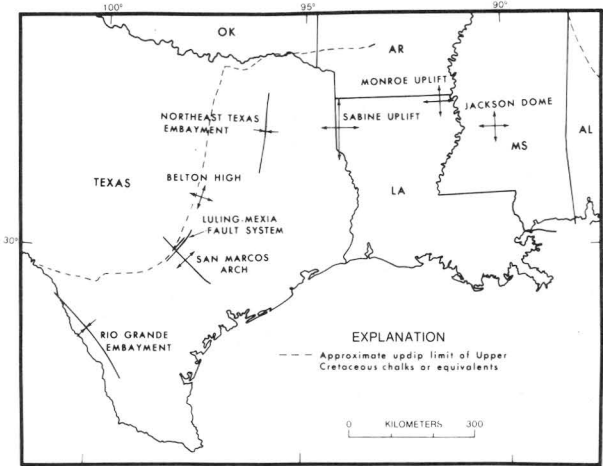 100°
95°
90°
OK
AR
MONROE UPLIFT
JACKSON DOME
NORTHEAST TEXAS
EMBAYMENT
SABINE UPLIFT
MS
AL
TEXAS
BELTON HIGH
LA
LULING-MEXIA
FAULT SYSTEM
30°
30°
SAN MARCOS
ARCH
RIO GRANDE
EMBAYMENT
EXPLANATION
Approximate updip limit of Upper
Cretaceous chalks or equivalents
0 KILOMETERS 300